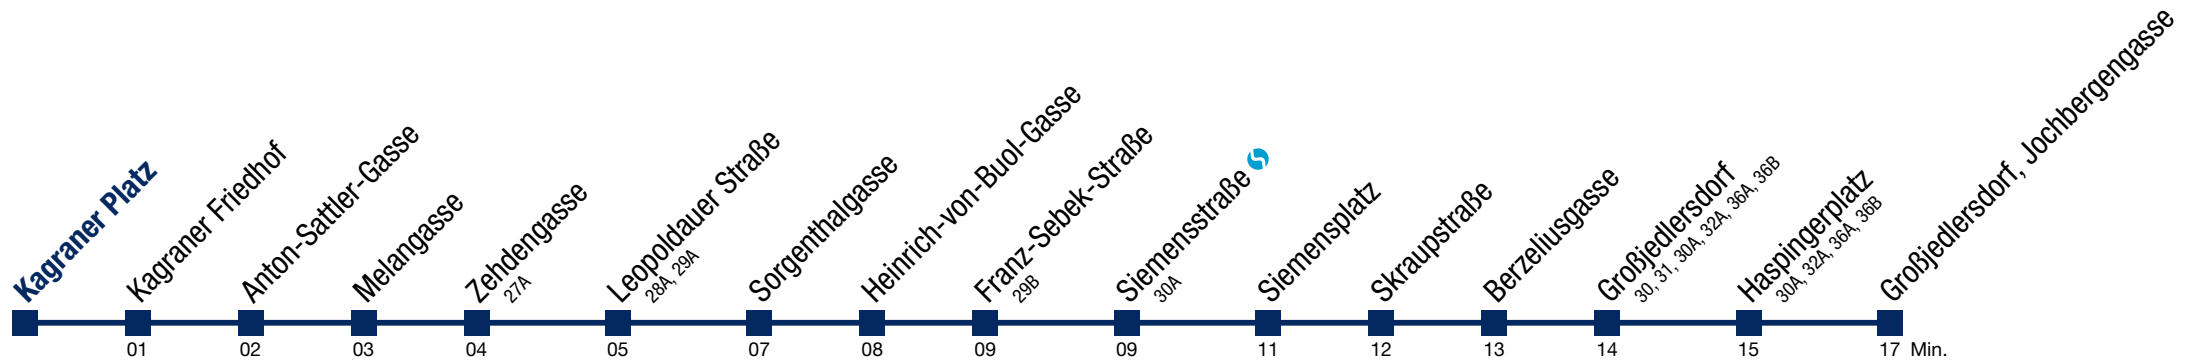 Kagraner Platz
Kagraner Friedhof
Anton-Sattler-Gasse
Melangasse
Zehdengasse
27A
Leopoldauer Straße
28A, 29A
Sorgenthalgasse
Heinrich-von-Buol-Gasse
Franz-Sebek-Straße
29B
Siemensstraße
30A
Siemensplatz
Skraupstraße
Berzeliusgasse
Großjedlersdorf
30, 31, 30A, 32A, 36A, 36B
Haspingerplatz
30A, 32A, 36A, 36B
Großjedlersdorf, Jochbergengasse
01 02 03 04 05 07 08 09 09 11 12 13 14 15 17 Min.